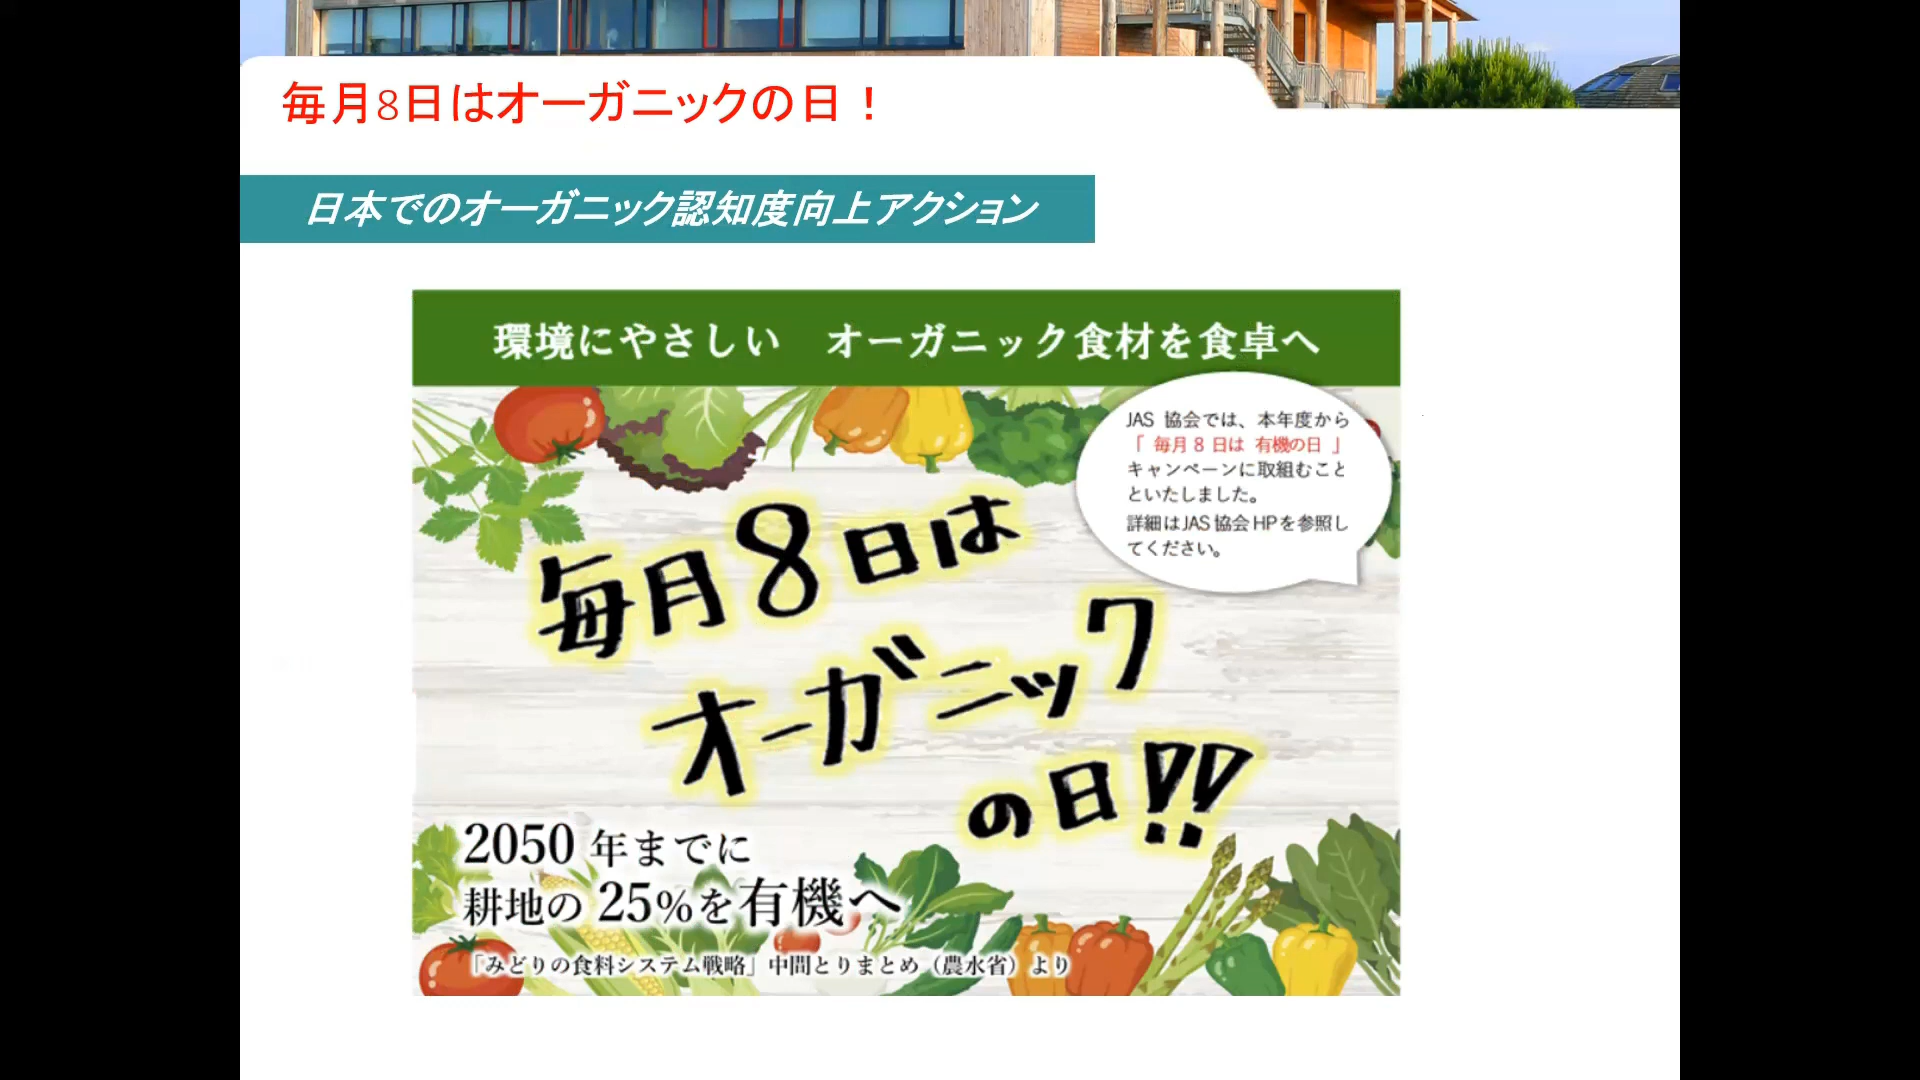 毎月8日はオーガニックの日！
日本でのオーガニック認知度向上アクション
環境にやさしい　オーガニック食材を食卓へ
JAS 協会では、本年度から
「 毎月 8 日は 有機の日 」
キャンペーンに取組むこと
といたしました。
詳細はJAS協会HPを参照し
てください。
毎月8日は
オーガニック
の日!!
2050 年までに
耕地の 25%を有機へ
「みどりの食料システム戦略」中間とりまとめ（農水省）より